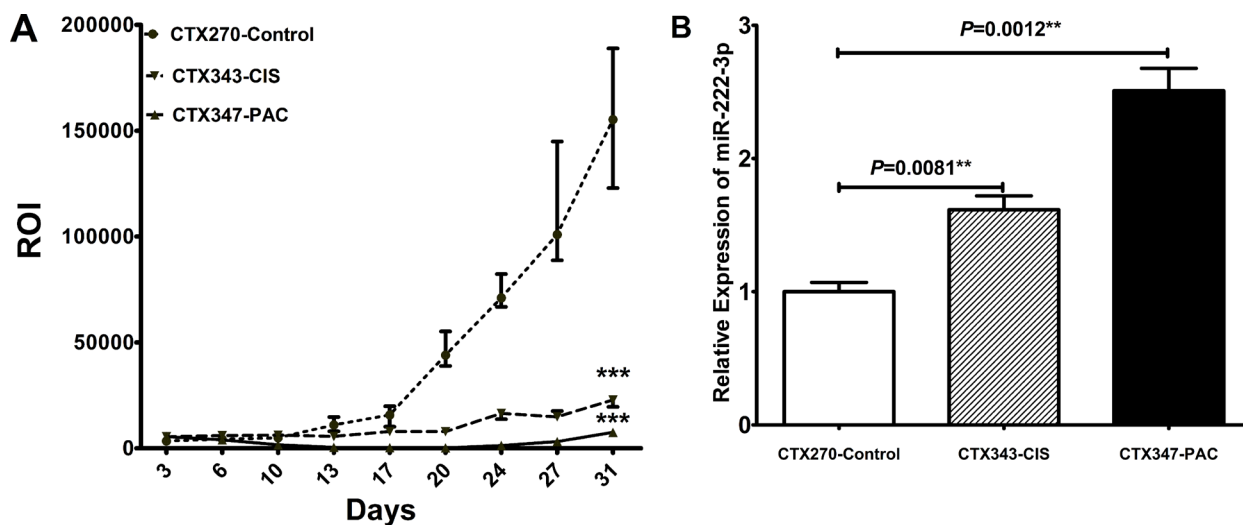 A
200000
150000
100000
50000
0
ROI
CTX270-Control
CTX343-CIS
CTX347-PAC
***
***
3 6 10 13 17 20 24 27 31
Days
B
P=0.0012**
P=0.0081**
3
2
1
0
Relative Expression of miR-222-3p
CTX270-Control CTX343-CIS CTX347-PAC